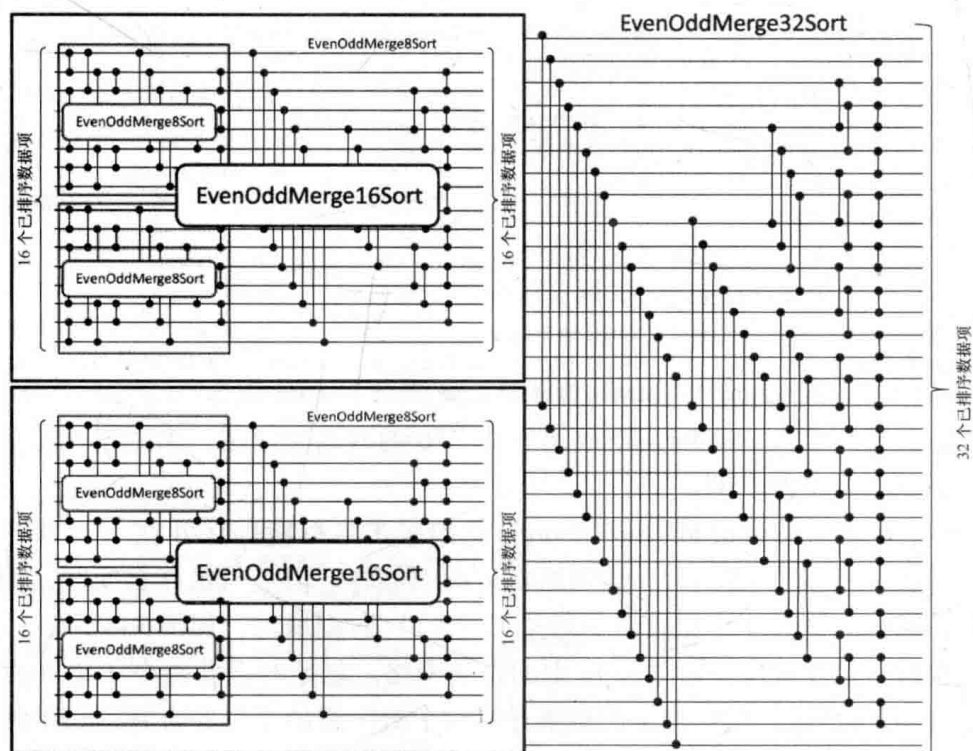 EvenOddMerge32Sort
EvenOddMerge8Sort
EvenOddMerge8Sort
16 个已排序数据项
EvenOddMerge16Sort
16 个已排序数据项
EvenOddMerge8Sort
32 个已排序数据项
EvenOddMerge8Sort
EvenOddMerge8Sort
16 个已排序数据项
EvenOddMerge16Sort
16 个已排序数据项
EvenOddMerge8Sort